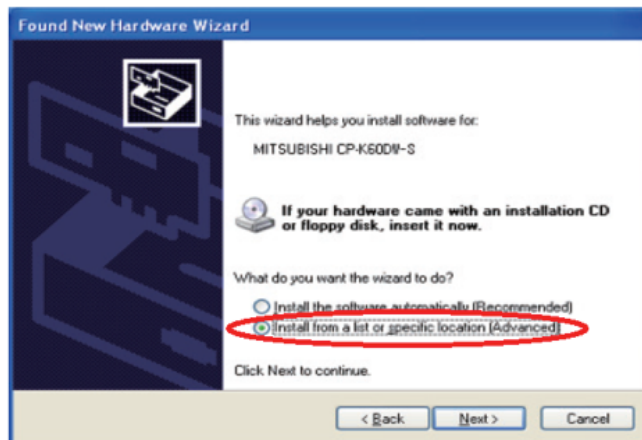 Found New Hardware Wizard
This wizard helps you install software for:
MITSUBISHI CP-K60DW-S
If your hardware came with an installation CD
or floppy disk, insert it now.
What do you want the wizard to do?
Install the software automatically (Recommended)
Install from a list or specific location (Advanced)
Click Next to continue.
< Back Next > Cancel